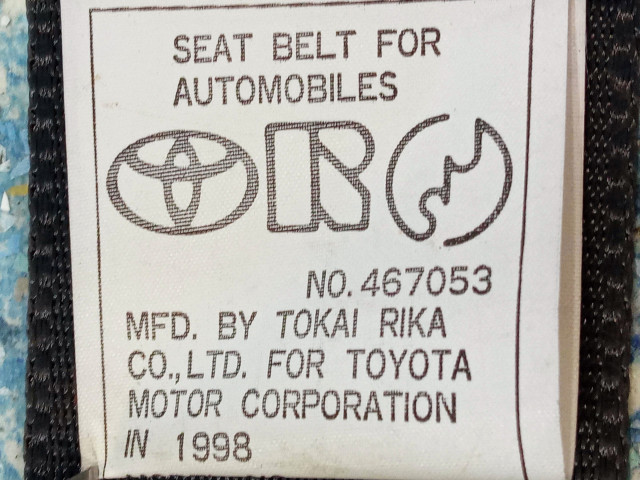 SEAT BELT FOR
AUTOMOBILES
NO. 467053
MFD. BY TOKAI RIKA
CO., LTD. FOR TOYOTA
MOTOR CORPORATION
IN 1998